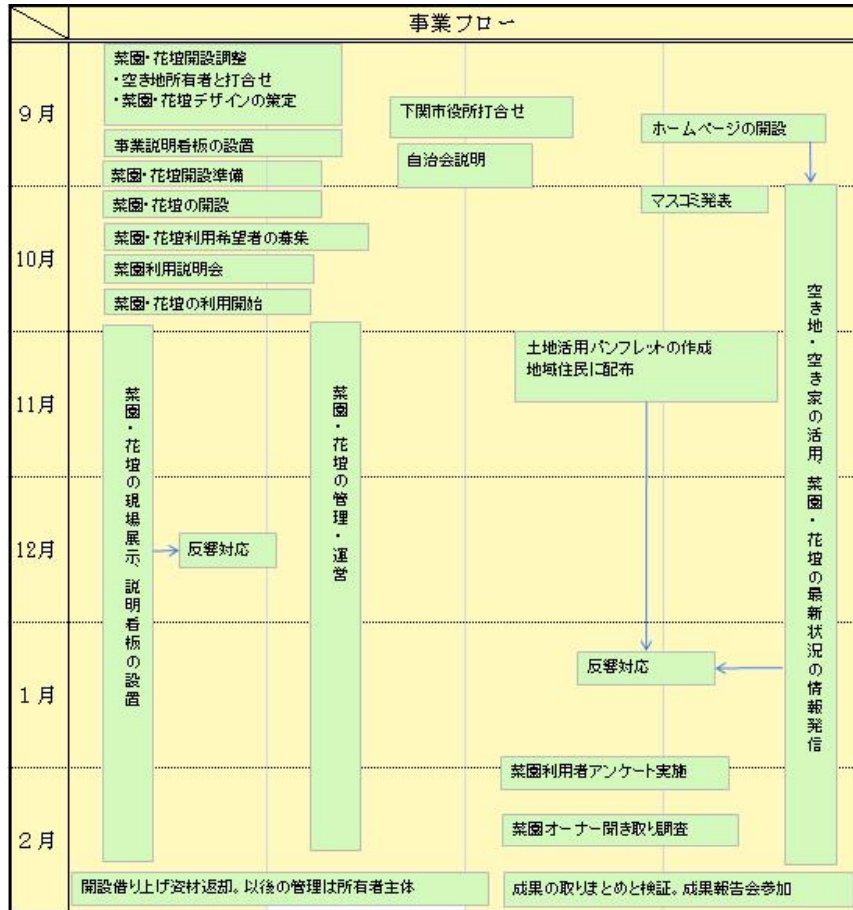 事業フロー
9月
菜園・花壇開設調整
・空き地所有者と打合せ
・菜園・花壇デザインの策定
事業説明看板の設置
菜園・花壇開設準備
下関市役所打合せ
自治会説明
ホームページの開設
10月
菜園・花壇の開設
菜園・花壇利用希望者の募集
菜園利用説明会
菜園・花壇の利用開始
マスコミ発表
空き地・空き家の活用、菜園・花壇の最新状況の情報発信
11月
菜園・花壇の現場展示、説明看板の設置
菜園・花壇の管理・運営
土地活用パンフレットの作成
地域住民に配布
12月
反響対応
1月
反響対応
2月
菜園利用者アンケート実施
菜園オーナー聞き取り調査
開設借り上げ資材返却。以後の管理は所有者主体
成果の取りまとめと検証。成果報告会参加